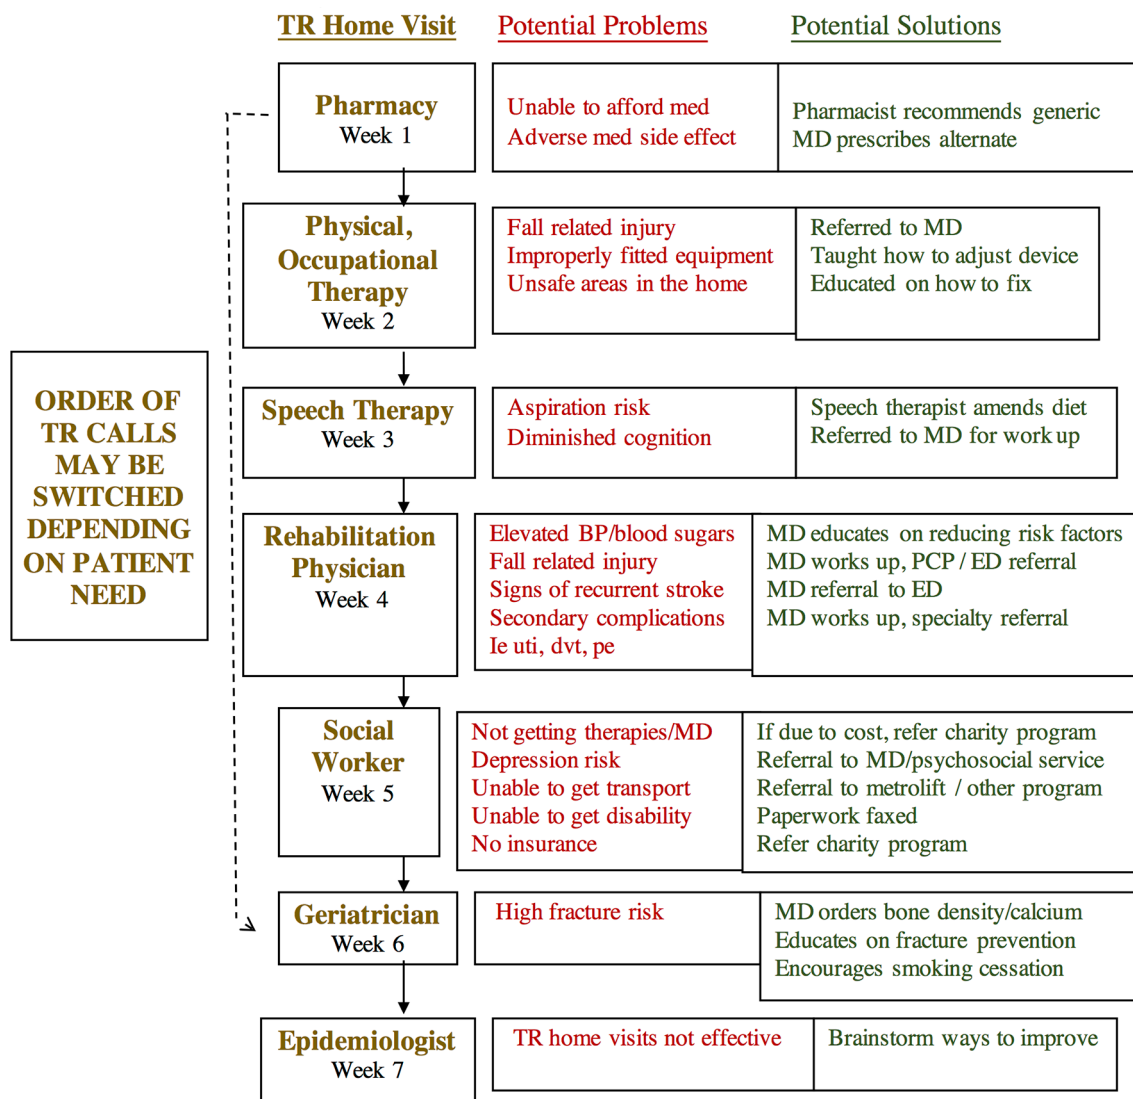 TR Home Visit
Potential Problems
Potential Solutions
Pharmacy
Week 1
Unable to afford med
Adverse med side effect
Pharmacist recommends generic
MD prescribes alternate
Physical,
Occupational
Therapy
Week 2
Fall related injury
Improperly fitted equipment
Unsafe areas in the home
Referred to MD
Taught how to adjust device
Educated on how to fix
ORDER OF
TR CALLS
MAY BE
SWITCHED
DEPENDING
ON PATIENT
NEED
Speech Therapy
Week 3
Aspiration risk
Diminished cognition
Speech therapist amends diet
Referred to MD for work up
Rehabilitation
Physician
Week 4
Elevated BP/blood sugars
Fall related injury
Signs of recurrent stroke
Secondary complications
Ie uti, dvt, pe
MD educates on reducing risk factors
MD works up, PCP / ED referral
MD referral to ED
MD works up, specialty referral
Social
Worker
Week 5
Not getting therapies/MD
Depression risk
Unable to get transport
Unable to get disability
No insurance
If due to cost, refer charity program
Referral to MD/psychosocial service
Referral to metrolift / other program
Paperwork faxed
Refer charity program
Geriatrician
Week 6
High fracture risk
MD orders bone density/calcium
Educates on fracture prevention
Encourages smoking cessation
Epidemiologist
Week 7
TR home visits not effective
Brainstorm ways to improve